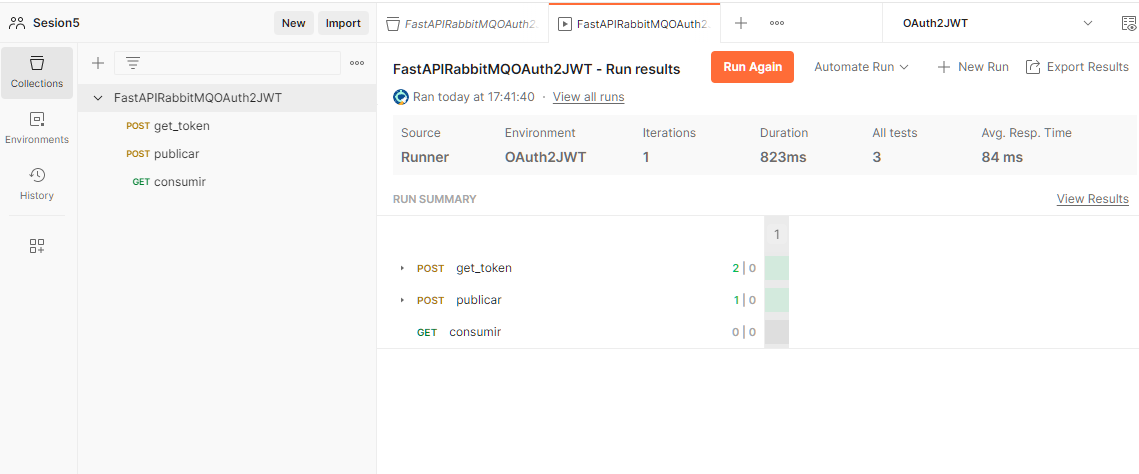 Sesion5
New
Import
FastAPIRabbitMQOAuth2.
FastAPIRabbitMQOAuth2.
OAuth2JWT
Collections
Environments
History
FastAPIRabbitMQOAuth2JWT
POST get_token
POST publicar
GET consumir
FastAPIRabbitMQOAuth2JWT - Run results
Run Again
Automate Run
New Run
Export Results
Ran today at 17:41:40 · View all runs
Source Environment Iterations Duration All tests Avg. Resp. Time
Runner OAuth2JWT 1 823ms 3 84 ms
RUN SUMMARY
View Results
1
POST get_token 2 | 0
POST publicar 1 | 0
GET consumir 0 | 0